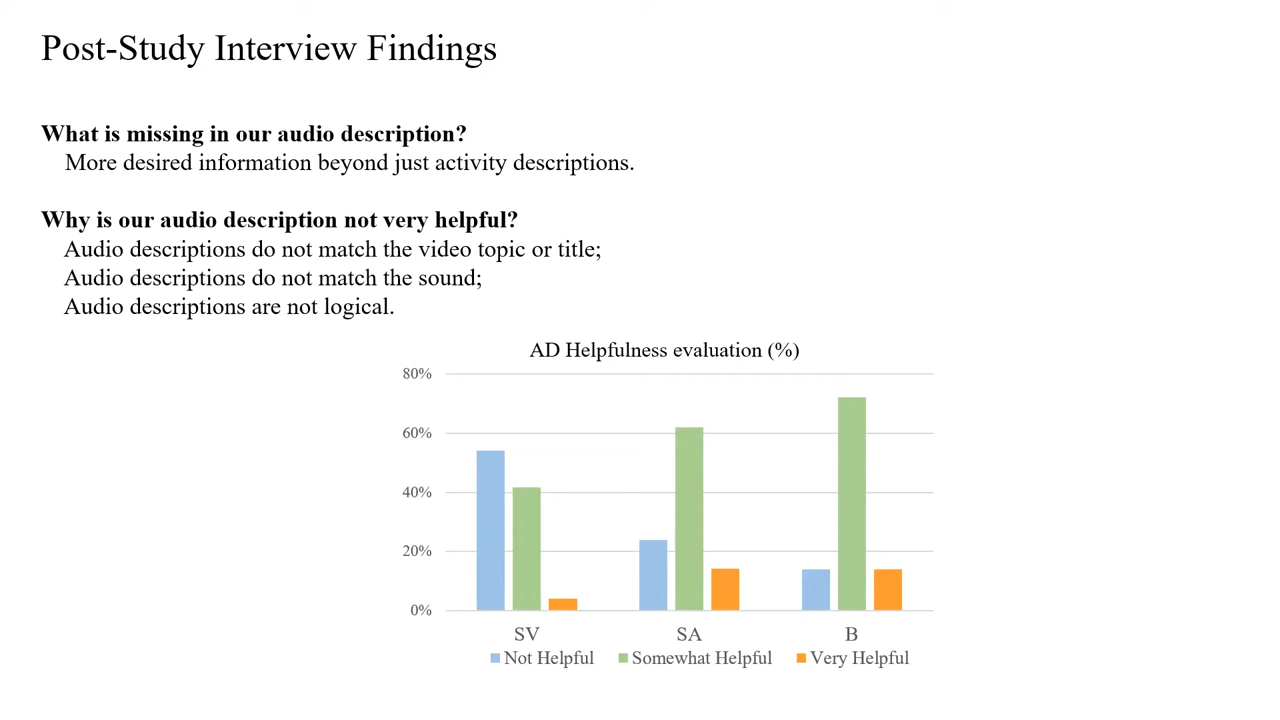 Post-Study Interview Findings
What is missing in our audio description?
More desired information beyond just activity descriptions.
Why is our audio description not very helpful?
Audio descriptions do not match the video topic or title;
Audio descriptions do not match the sound;
Audio descriptions are not logical.
AD Helpfulness evaluation (%)
80%
60%
40%
20%
0%
SV SA B
Not Helpful Somewhat Helpful Very Helpful